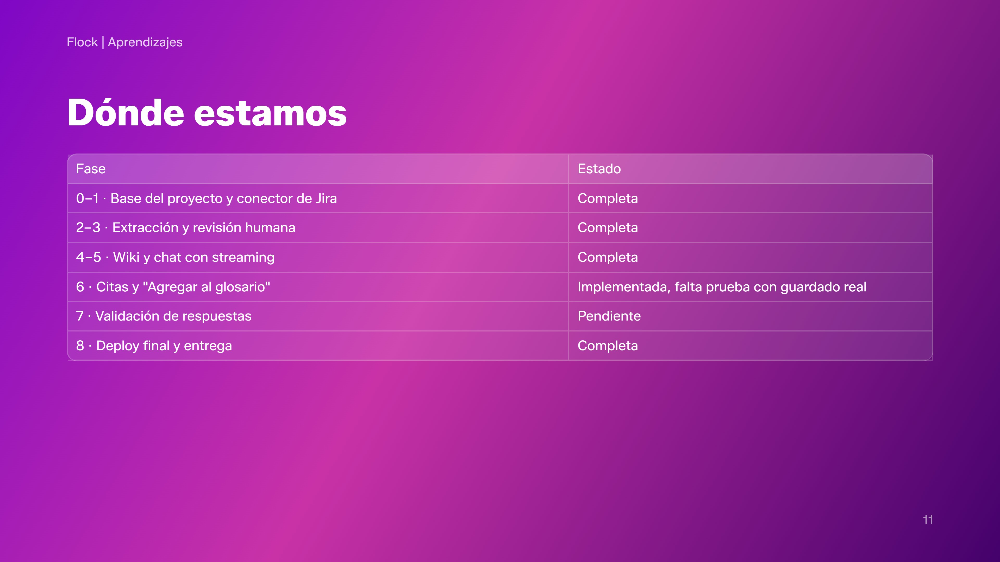 Flock | Aprendizajes
Dónde estamos
Fase Estado
0–1 · Base del proyecto y conector de Jira Completa
2–3 · Extracción y revisión humana Completa
4–5 · Wiki y chat con streaming Completa
6 · Citas y "Agregar al glosario" Implementada, falta prueba con guardado real
7 · Validación de respuestas Pendiente
8 · Deploy final y entrega Completa
11